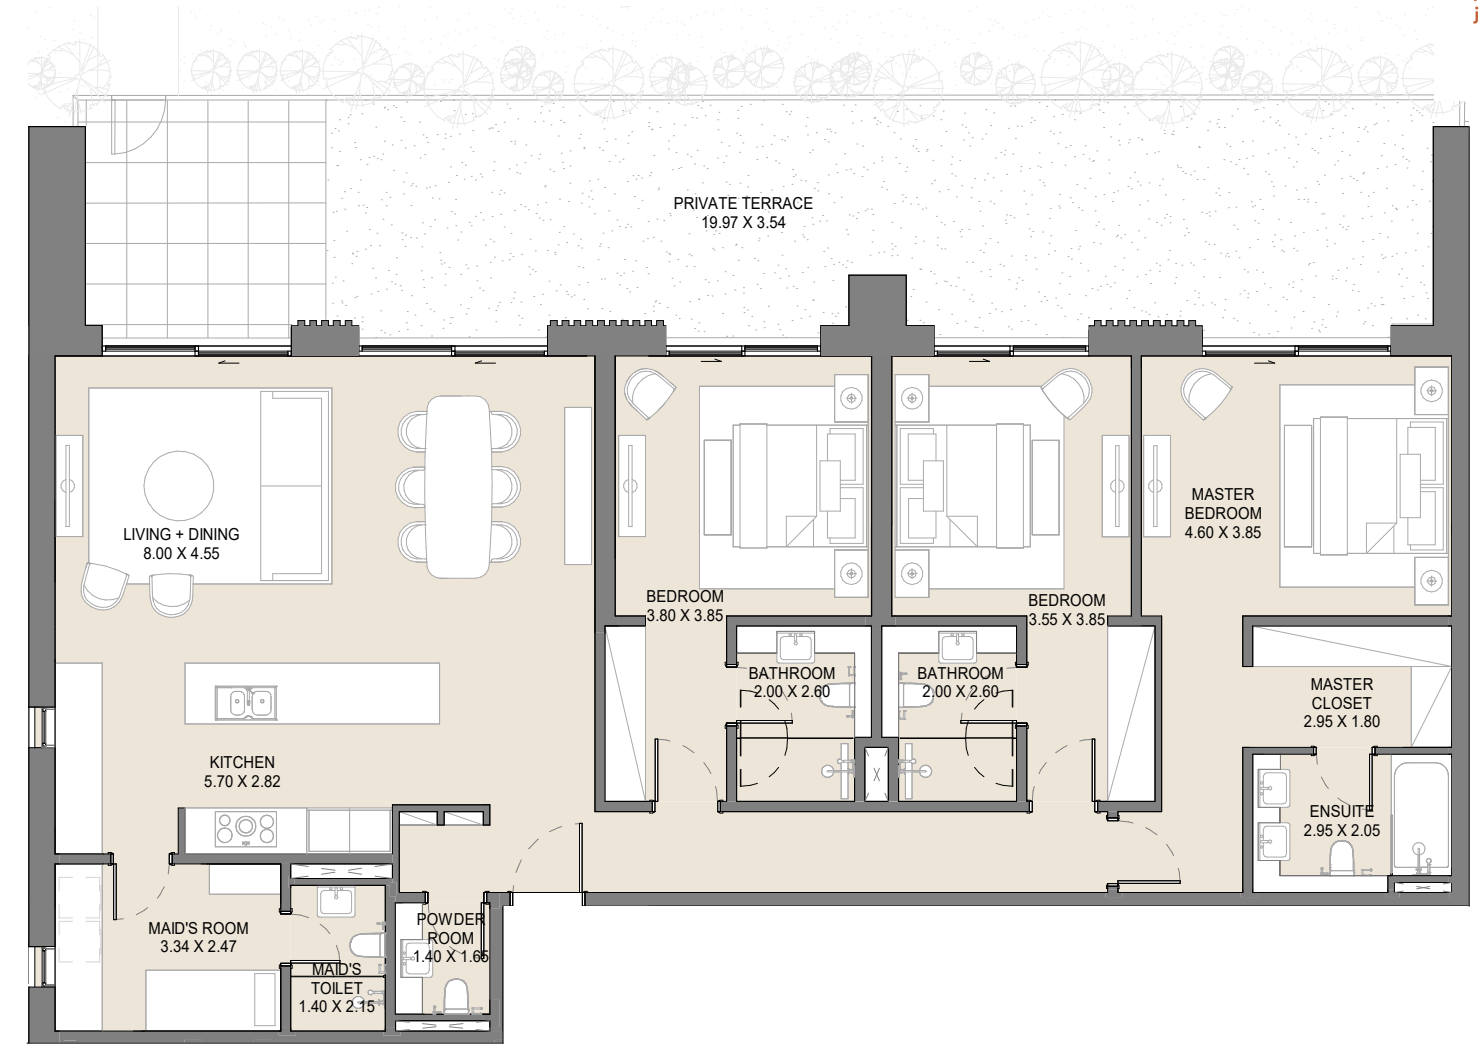 j
PRIVATE TERRACE
19.97 X 3.54
LIVING + DINING
8.00 X 4.55
BEDROOM
3.80 X 3.85
BEDROOM
3.55 X 3.85
MASTER
BEDROOM
4.60 X 3.85
BATHROOM
2.00 X 2.60
BATHROOM
2.00 X 2.60
MASTER
CLOSET
2.95 X 1.80
KITCHEN
5.70 X 2.82
ENSUITE
2.95 X 2.05
MAID'S ROOM
3.34 X 2.47
POWDER
ROOM
1.40 X 1.65
MAID'S
TOILET
1.40 X 2.15